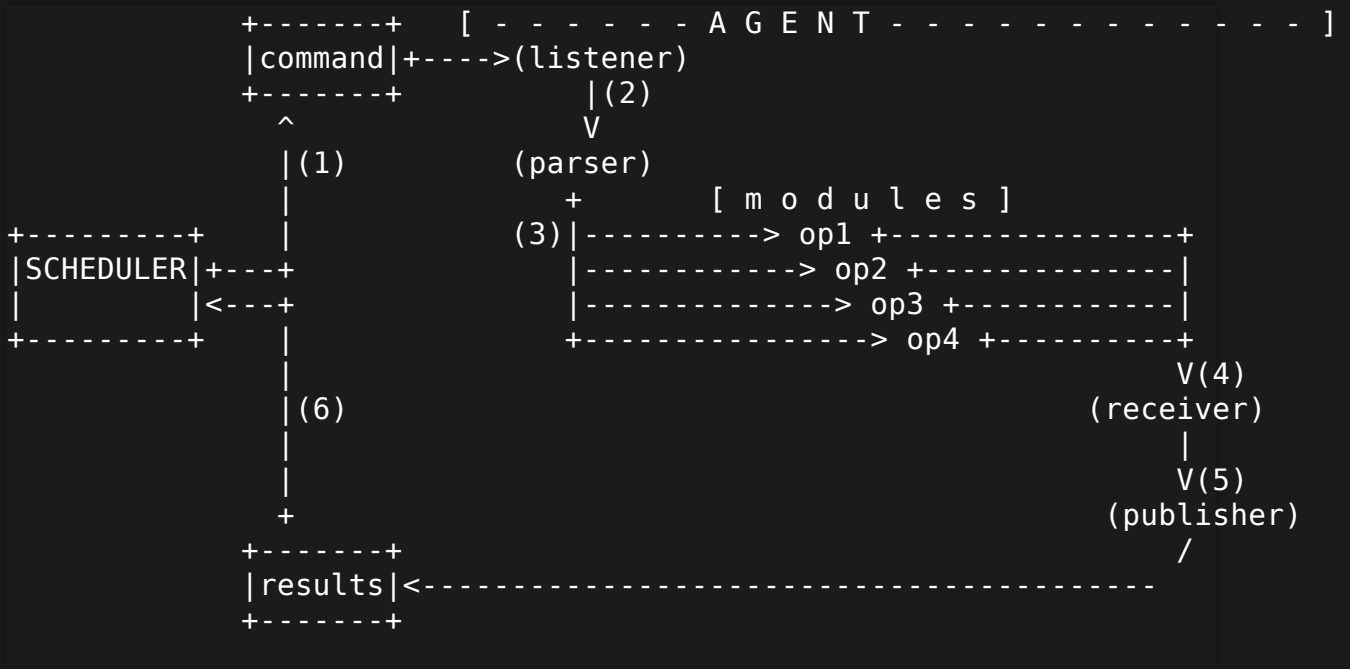 +-------+   [ - - - - - - A G E N T - - - - - - - - - - - - ]
|command|+---->(listener)
+-------+          |(2)
^                V
|(1)         (parser)
|               +       [ m o d u l e s ]
+---------+    |            (3)|----------> op1 +----------------+
|SCHEDULER|+---+               |------------> op2 +--------------|
|         |<---+               |--------------> op3 +------------|
+---------+    |               +----------------> op4 +----------+
|                                                 V(4)
|(6)                                         (receiver)
|                                                 |
|                                                 V(5)
+                                             (publisher)
+-------+                                           /
|results|<-----------------------------------------
+-------+